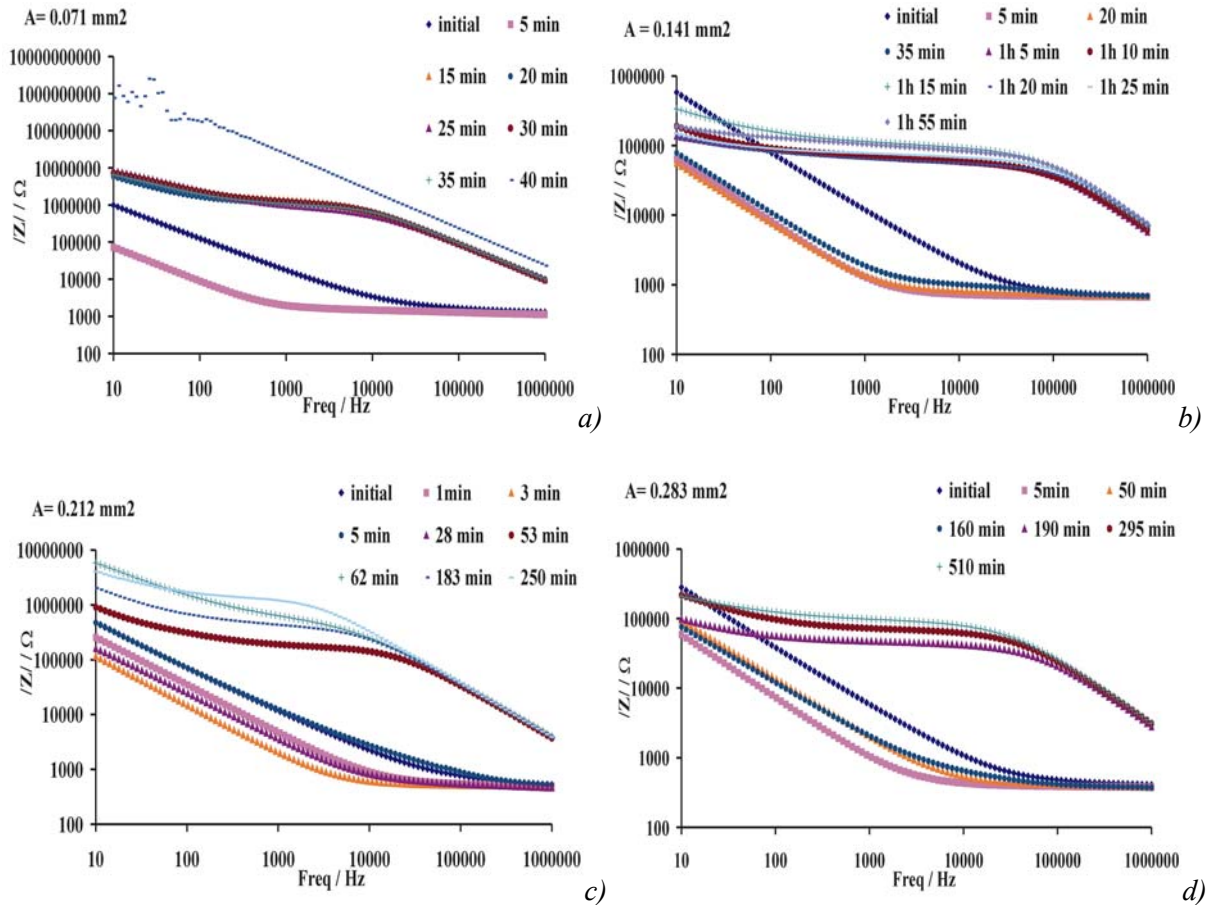 A= 0.071 mm2
initial 5 min
15 min 20 min
25 min 30 min
35 min 40 min
10000000000
1000000000
100000000
10000000
1000000
100000
10000
1000
100
/Z/ / Ω
10 100 1000 10000 100000 1000000
Freq / Hz
a)
A = 0.141 mm2
initial 5 min 20 min
35 min 1h 5 min 1h 10 min
1h 15 min 1h 20 min 1h 25 min
1h 55 min
1000000
100000
10000
1000
100
/Z/ / Ω
10 100 1000 10000 100000 1000000
Freq / Hz
b)
A= 0.212 mm2
initial 1min 3 min
5 min 28 min 53 min
62 min 183 min 250 min
10000000
1000000
100000
10000
1000
100
/Z/ / Ω
10 100 1000 10000 100000 1000000
Freq / Hz
c)
A= 0.283 mm2
initial 5min 50 min
160 min 190 min 295 min
510 min
1000000
100000
10000
1000
100
/Z/ / Ω
10 100 1000 10000 100000 1000000
Freq / Hz
d)